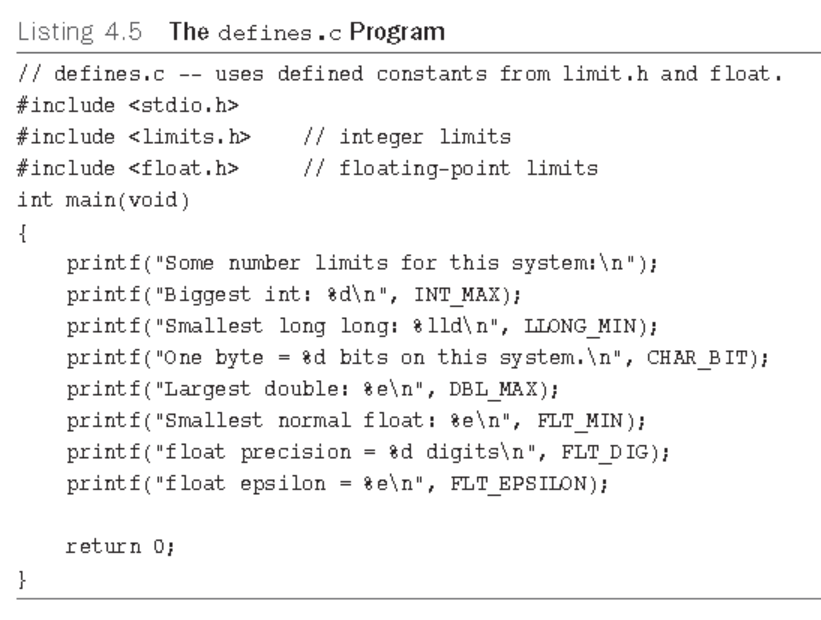 Listing 4.5 The defines.c Program
// defines.c -- uses defined constants from limit.h and float.
#include <stdio.h>
#include <limits.h>    // integer limits
#include <float.h>     // floating-point limits
int main(void)
{
    printf("Some number limits for this system:\n");
    printf("Biggest int: %d\n", INT_MAX);
    printf("Smallest long long: %lld\n", LLONG_MIN);
    printf("One byte = %d bits on this system.\n", CHAR_BIT);
    printf("Largest double: %e\n", DBL_MAX);
    printf("Smallest normal float: %e\n", FLT_MIN);
    printf("float precision = %d digits\n", FLT_DIG);
    printf("float epsilon = %e\n", FLT_EPSILON);
    return 0;
}